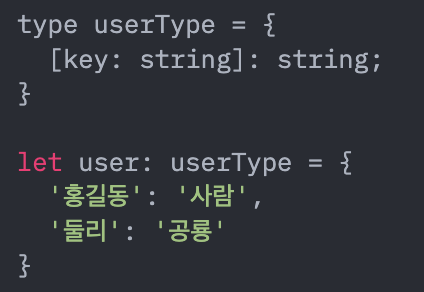 type userType = {
  [key: string]: string;
}

let user: userType = {
  '홍길동': '사람',
  '둘리': '공룡'
}